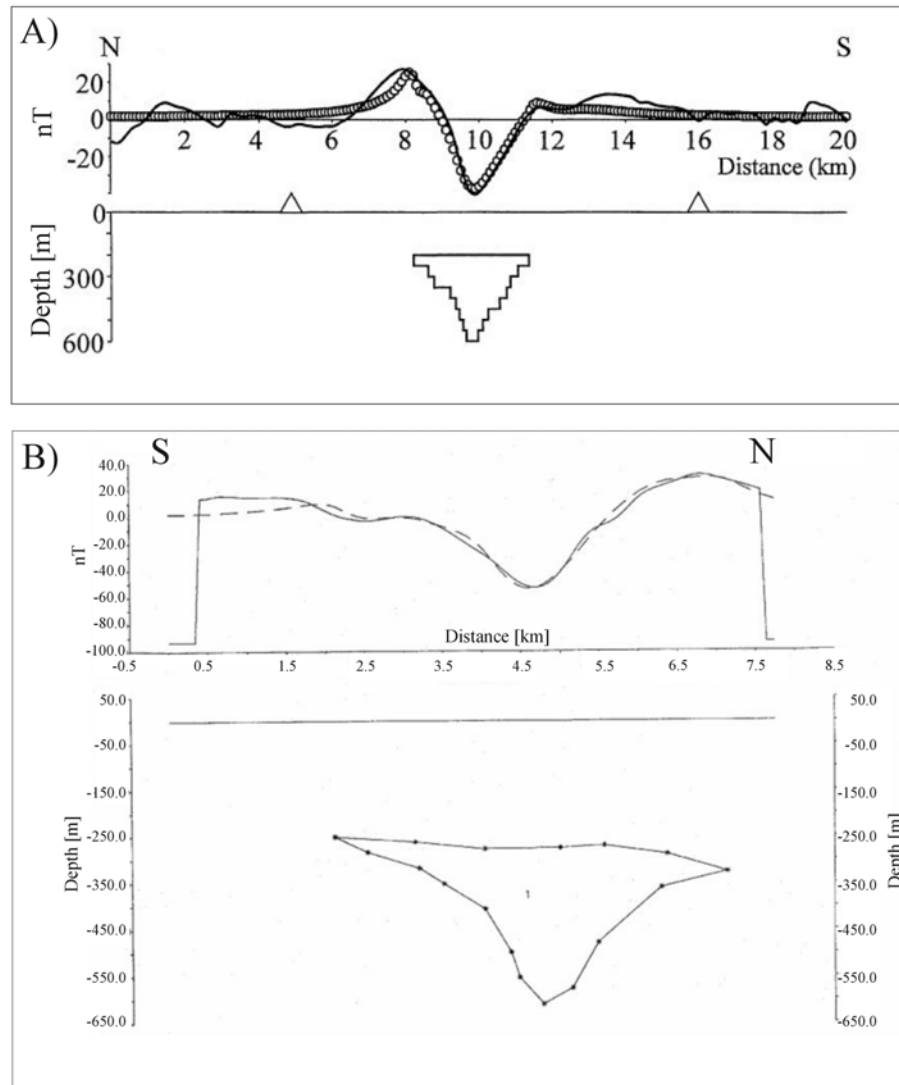 A)
N S
20
0
-20
nT
2 4 6 8 10 12 14 16 18 20
Distance (km)
0
300
600
Depth [m]
B)
S N
40.0
20.0
0.0
-20.0
-40.0
-60.0
-80.0
-100.0
nT
Distance [km]
-0.5 0.5 1.5 2.5 3.5 4.5 5.5 6.5 7.5 8.5
50.0 50.0
-50.0 -50.0
-150.0 -150.0
-250.0 -250.0
-350.0 -350.0
-450.0 -450.0
-550.0 -550.0
-650.0 -650.0
Depth [m] Depth [m]
1